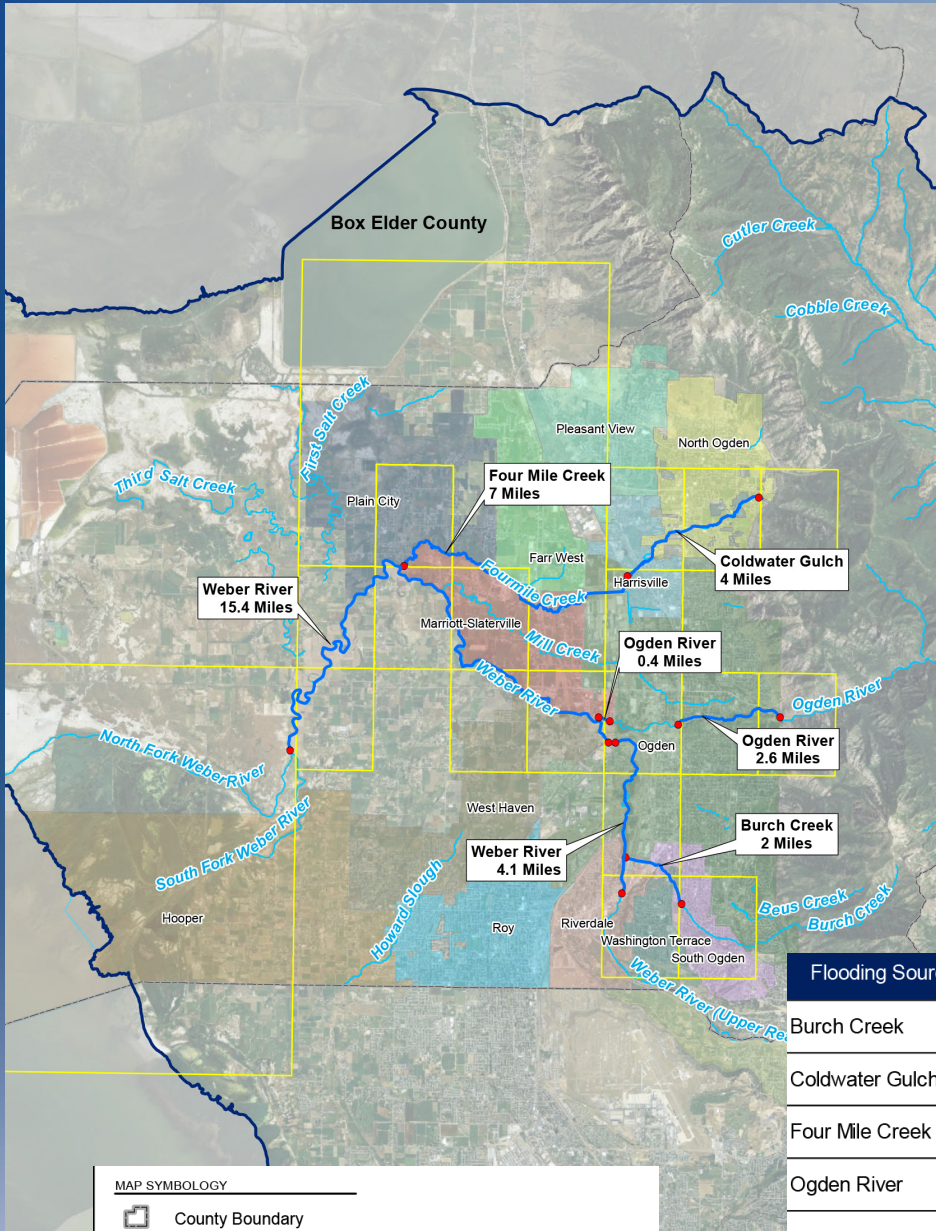 Box Elder County
Cutler Creek
Cobble Creek
First Salt Creek
Third Salt Creek
Pleasant View
North Ogden
Plain City
Four Mile Creek
7 Miles
Farr West
Fourmile Creek
Harrisville
Coldwater Gulch
4 Miles
Weber River
15.4 Miles
Marriott-Slaterville
Mill Creek
Ogden River
0.4 Miles
Weber River
Ogden River
Ogden River
2.6 Miles
Ogden
North Fork Weber River
South Fork Weber River
West Haven
Weber River
4.1 Miles
Burch Creek
2 Miles
Howard Slough
Hooper
Roy
Riverdale
Beus Creek
Burch Creek
Washington Terrace
South Ogden
Weber River (Upper Rea
Flooding Sour
Burch Creek
Coldwater Gulch
Four Mile Creek
Ogden River
MAP SYMBOLOGY
County Boundary